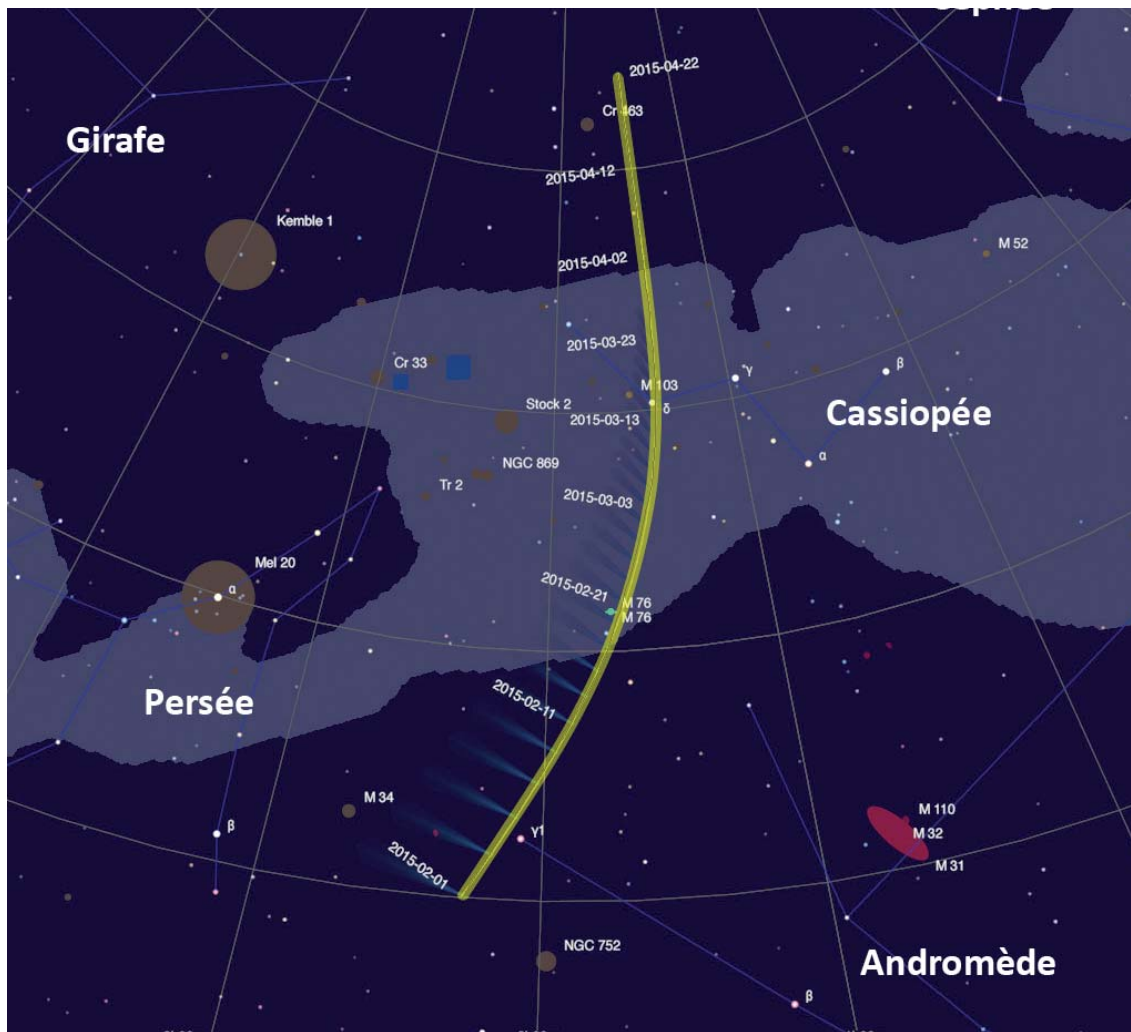 2015-04-22
Cr 463
Girafe
2015-04-12
Kemble 1
M 52
2015-04-02
2015-03-23
Cr 33
γ
β
M 103
δ
Stock 2
2015-03-13
Cassiopée
α
NGC 869
Tr 2
2015-03-03
Mel 20
α
2015-02-21
M 76
M 76
Persée
2015-02-11
M 34
M 110
β
γ1
M 32
2015-02-01
M 31
NGC 752
Andromède
β